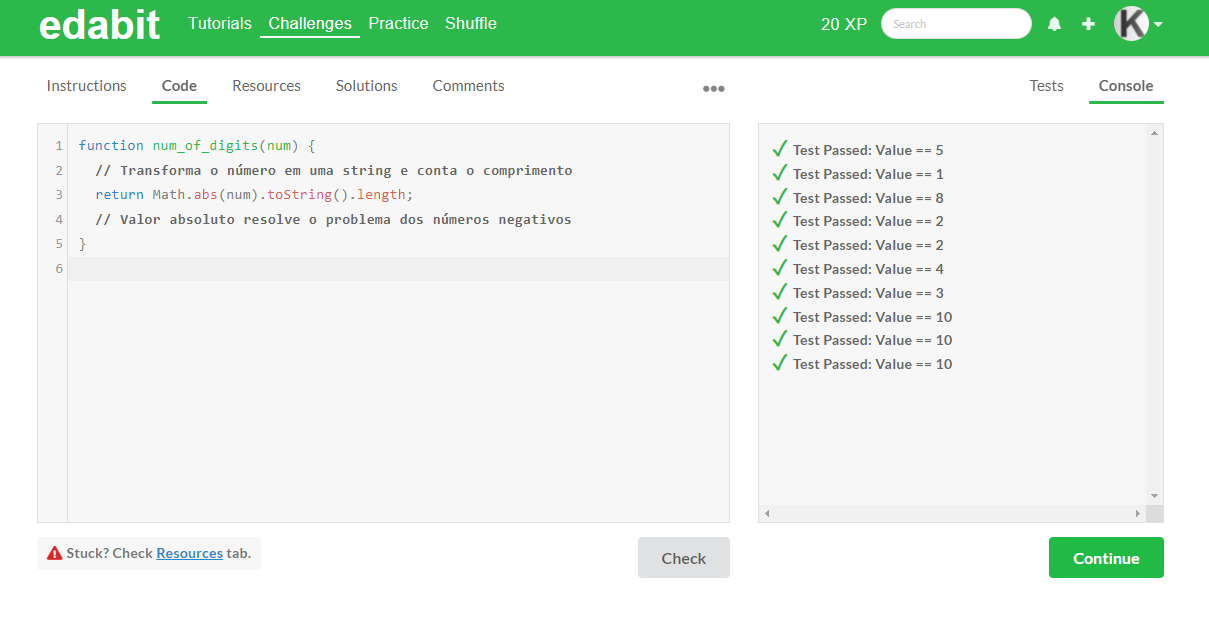 edabit Tutorials Challenges Practice Shuffle 20 XP Search
Instructions Code Resources Solutions Comments ••• Tests Console
1 function num_of_digits(num) {
2 // Transforma o número em uma string e conta o comprimento
3 return Math.abs(num).toString().length;
4 // Valor absoluto resolve o problema dos números negativos
5 }
6
Test Passed: Value == 5
Test Passed: Value == 1
Test Passed: Value == 8
Test Passed: Value == 2
Test Passed: Value == 2
Test Passed: Value == 4
Test Passed: Value == 3
Test Passed: Value == 10
Test Passed: Value == 10
Test Passed: Value == 10
Stuck? Check Resources tab.
Check
Continue
K